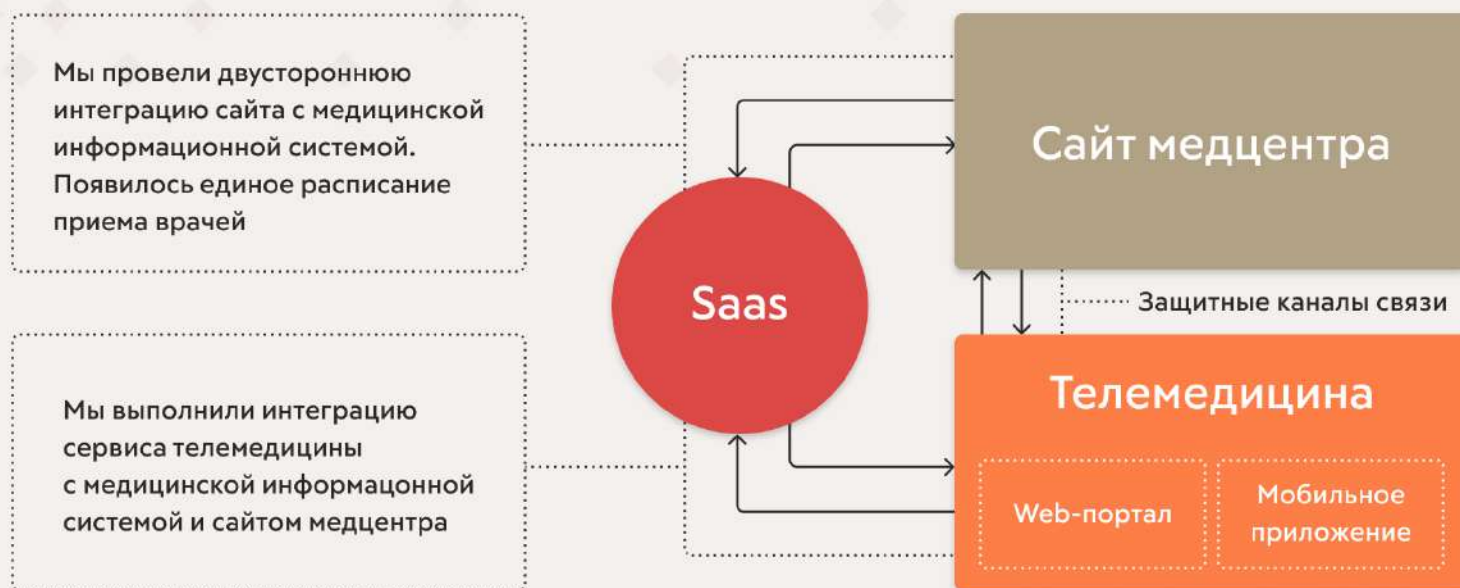 Мы провели двустороннюю
интеграцию сайта с медицинской
информационной системой.
Появилось единое расписание
приема врачей
Сайт медцентра
Saas
Защитные каналы связи
Мы выполнили интеграцию
сервиса телемедицины
с медицинской информацонной
системой и сайтом медцентра
Телемедицина
Web-портал
Мобильное
приложение